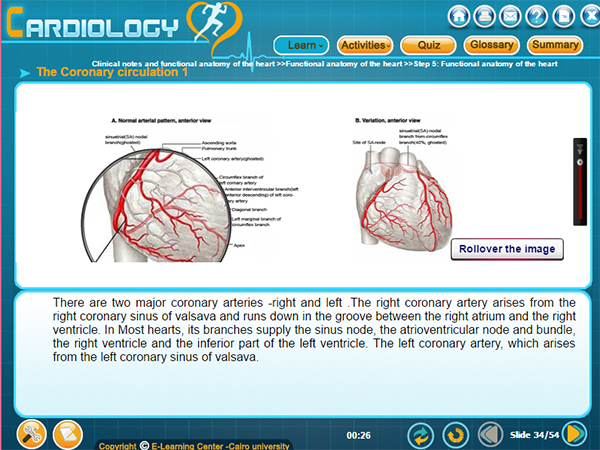 CARDIOLOGY
Learn
Activities
Quiz
Glossary
Summary
Clinical notes and functional anatomy of the heart >>Functional anatomy of the heart >>Step 5: Functional anatomy of the heart
The Coronary circulation 1
A. Normal arterial pattern, anterior view
sinuatrial(SA)-nodal
branch(ghosted)
Ascending aorta
Pulmonary trunk
Left coronary artery(ghosted)
Circumflex branch of
left cornary artery
Anterior interventricular branch(left
anterior descending) of left cor-
ary artery
Diagonal branch
Left marginal branch of
circumflex branch
Apex
B. Variation, anterior view
Site of SA node
sinuatrial(SA)-nodal
branch from circumflex
branch(40%, ghosted)
Rollover the image
There are two major coronary arteries -right and left .The right coronary artery arises from the
right coronary sinus of valsava and runs down in the groove between the right atrium and the right
ventricle. In Most hearts, its branches supply the sinus node, the atrioventricular node and bundle,
the right ventricle and the inferior part of the left ventricle. The left coronary artery, which arises
from the left coronary sinus of valsava.
Copyright © E-Learning Center -Cairo university
00:26
Slide 34/54